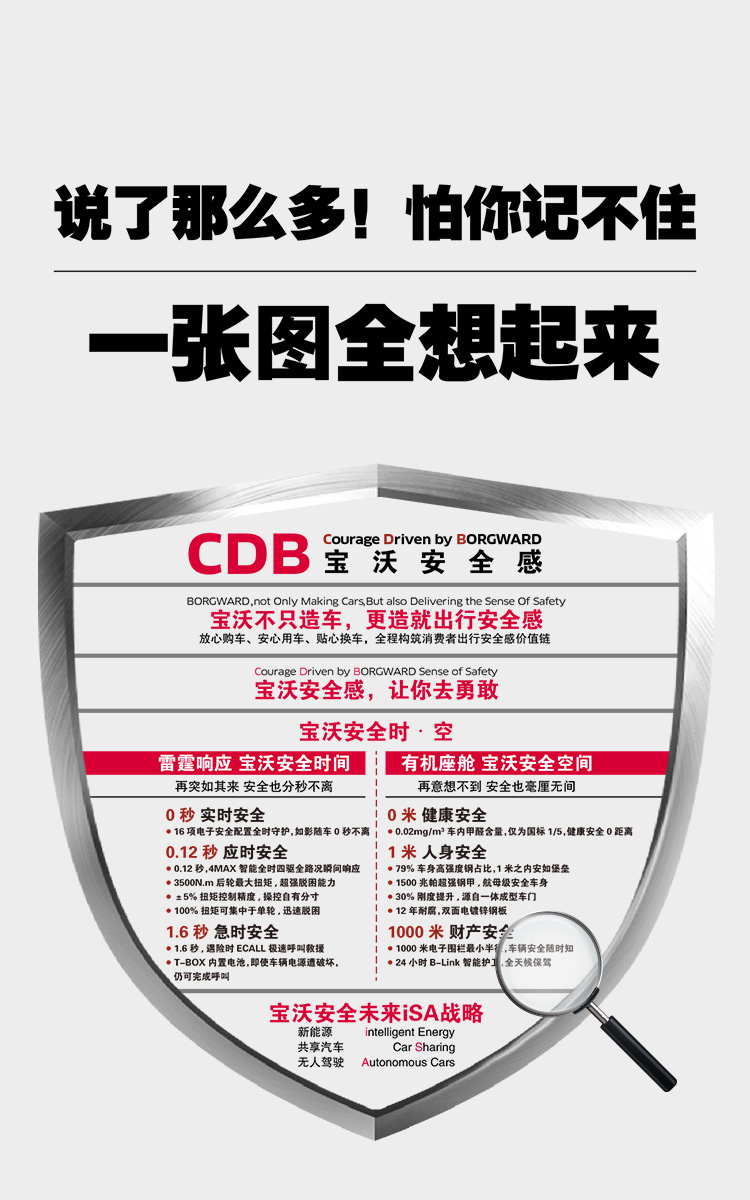 说了那么多！怕你记不住
一张图全想起来
CDB Courage Driven by BORGWARD
宝沃安全感
BORGWARD,not Only Making Cars,But also Delivering the Sense Of Safety
宝沃不只造车，更造就出行安全感
放心购车、安心用车、贴心换车，全程构筑消费者出行安全感价值链
Courage Driven by BORGWARD Sense of Safety
宝沃安全感，让你去勇敢
宝沃安全时·空
雷霆响应 宝沃安全时间
再突如其来 安全也分秒不离
0 秒 实时安全
16 项电子安全配置全时守护,如影随车 0 秒不离
0.12 秒 应时安全
0.12 秒,4MAX 智能全时四驱全路况瞬间响应
3500N.m 后轮最大扭矩，超强脱困能力
±5% 扭矩控制精度，操控自有分寸
100% 扭矩可集中于单轮，迅速脱困
1.6 秒 急时安全
1.6 秒，遇险时 ECALL 极速呼叫救援
T-BOX 内置电池,即使车辆电源遭破坏，
仍可完成呼叫
有机座舱 宝沃安全空间
再意想不到 安全也毫厘无间
0 米 健康安全
0.02mg/m³ 车内甲醛含量,仅为国标 1/5,健康安全 0 距离
1 米 人身安全
79% 车身高强度钢占比,1 米之内安如堡垒
1500 兆帕超强钢甲，航母级安全车身
30% 刚度提升，源自一体成型车门
12 年耐腐,双面电镀锌钢板
1000 米 财产安全
1000 米电子围栏最小半径,车辆安全随时知
24 小时 B-Link 智能护卫,全天候保驾
宝沃安全未来iSA战略
新能源 intelligent Energy
共享汽车 Car Sharing
无人驾驶 Autonomous Cars